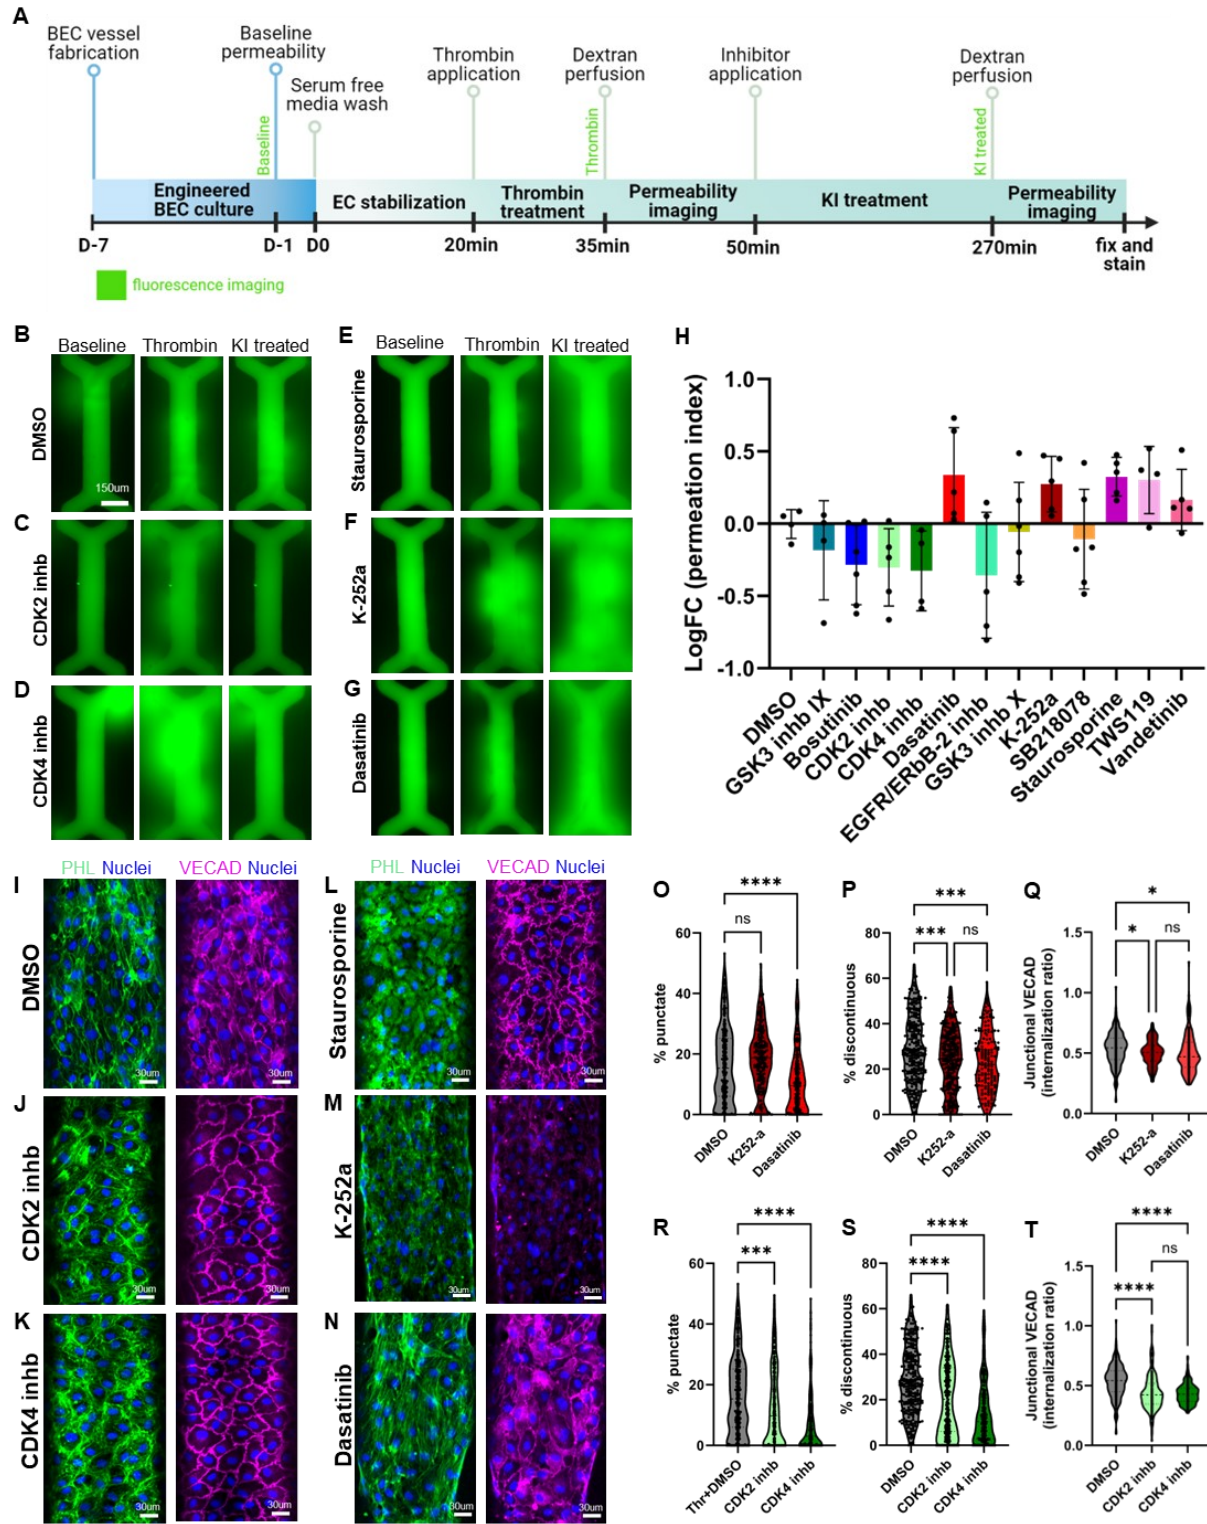 A
BEC vessel
fabrication
Baseline
permeability
Serum free
media wash
Thrombin
application
Dextran
perfusion
Inhibitor
application
Dextran
perfusion
Baseline
Thrombin
KI treated
Engineered
BEC culture
EC stabilization
Thrombin
treatment
Permeability
imaging
KI treatment
Permeability
imaging
D-7
D-1
D0
20min
35min
50min
270min
fix and
stain
fluorescence imaging
B
Baseline
Thrombin
KI treated
DMSO
150um
C
CDK2 inhb
D
CDK4 inhb
E
Baseline
Thrombin
KI treated
Staurosporine
F
K-252a
G
Dasatinib
H
LogFC (permeation index)
1.0
0.5
0.0
-0.5
-1.0
DMSO
GSK3 inhb IX
Bosutinib
CDK2 inhb
CDK4 inhb
Dasatinib
EGFR/ERbB-2 inhb
GSK3 inhb X
K-252a
SB218078
Staurosporine
TWS119
Vandetinib
I
PHL Nuclei
VECAD Nuclei
DMSO
30um
30um
J
CDK2 inhb
30um
30um
K
CDK4 inhb
30um
30um
L
PHL Nuclei
VECAD Nuclei
Staurosporine
30um
30um
M
K-252a
30um
30um
N
Dasatinib
30um
30um
O
% punctate
60
40
20
0
ns
****
DMSO
K252-a
Dasatinib
P
% discontinuous
80
60
40
20
0
***
***
ns
DMSO
K252-a
Dasatinib
Q
Junctional VECAD
(internalization ratio)
1.5
1.0
0.5
0.0
*
*
ns
DMSO
K252-a
Dasatinib
R
% punctate
60
40
20
0
****
***
Thr+DMSO
CDK2 inhb
CDK4 inhb
S
% discontinuous
80
60
40
20
0
****
****
DMSO
CDK2 inhb
CDK4 inhb
T
Junctional VECAD
(internalization ratio)
1.5
1.0
0.5
0.0
****
ns
****
DMSO
CDK2 inhb
CDK4 inhb